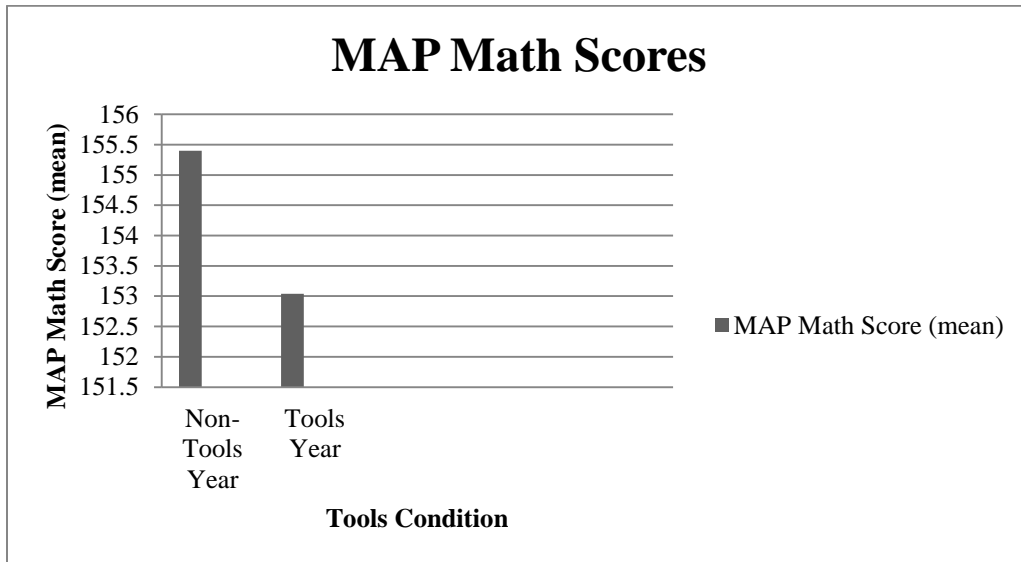 MAP Math Scores
MAP Math Score (mean)
156
155.5
155
154.5
154
153.5
153
152.5
152
151.5
Non-
Tools
Year
Tools
Year
Tools Condition
MAP Math Score (mean)